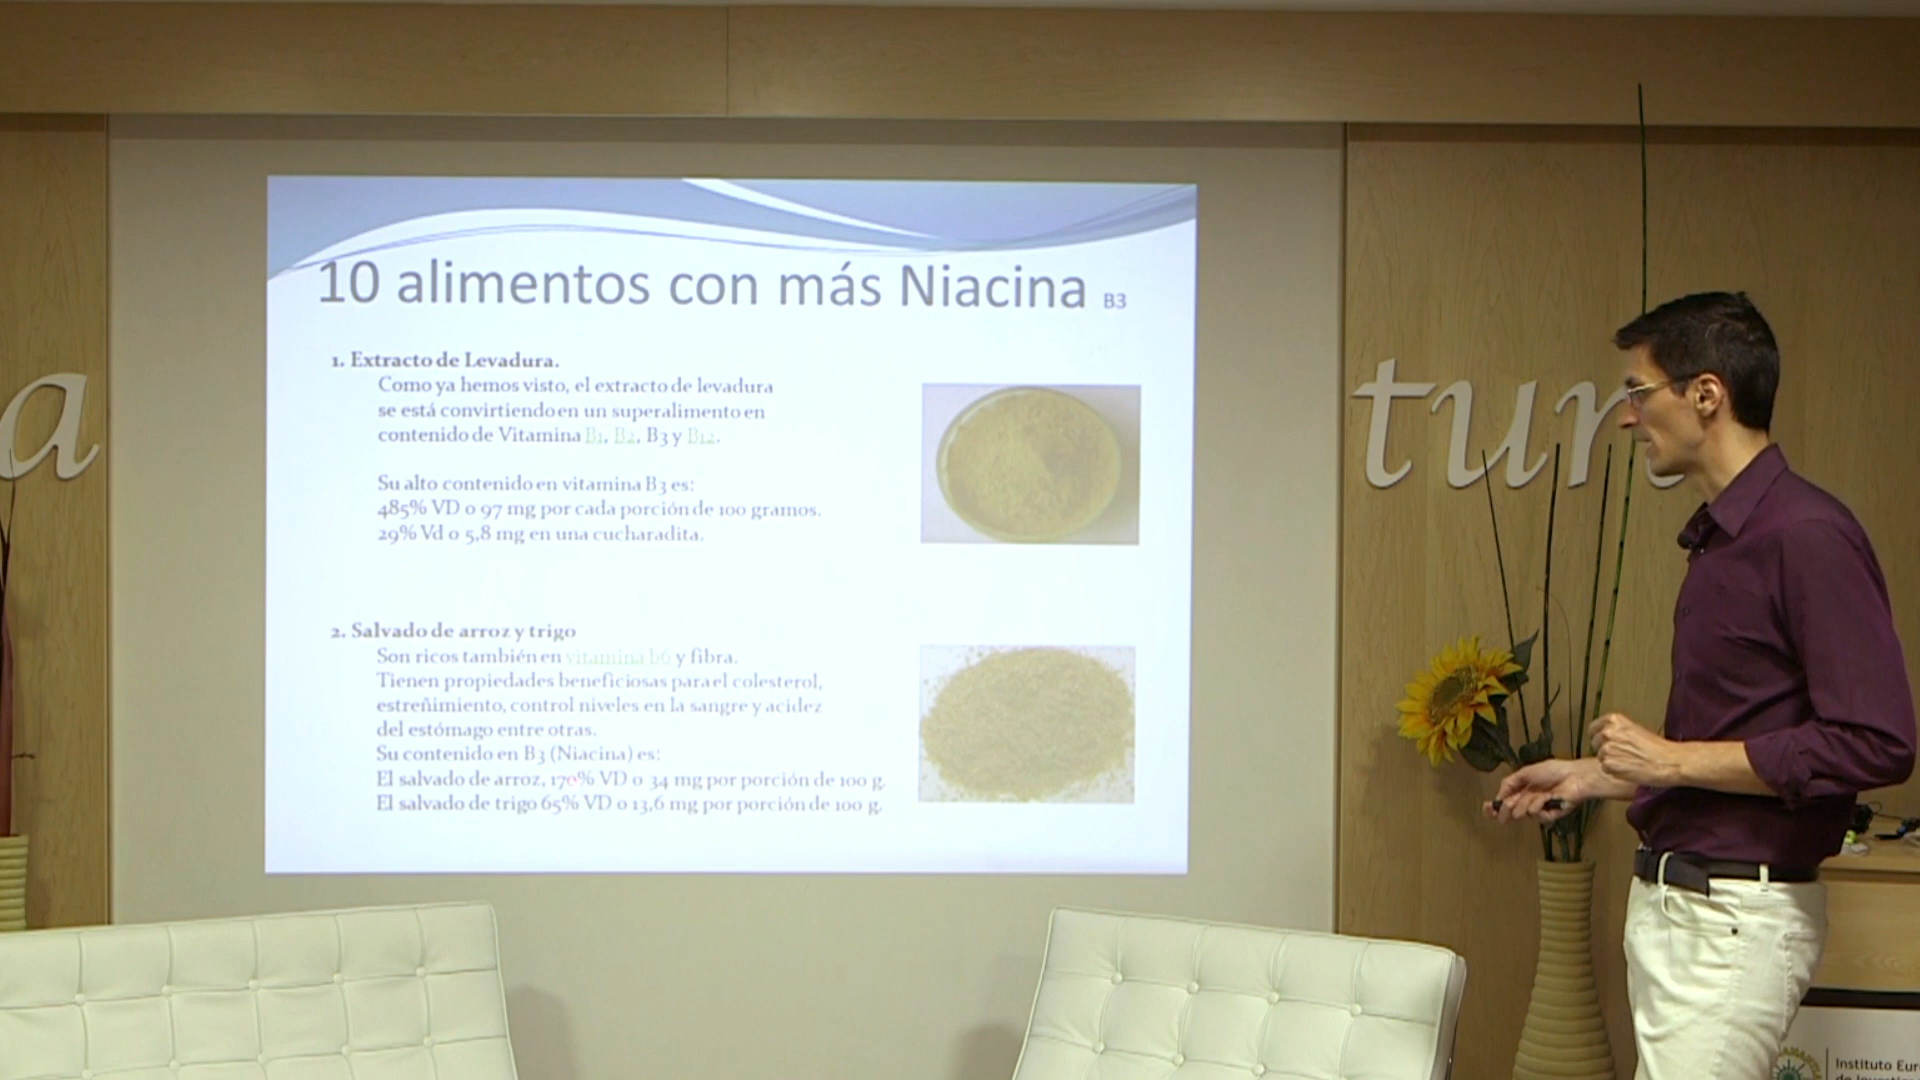 10 alimentos con más Niacina B3
1. Extracto de Levadura.
Como ya hemos visto, el extracto de levadura
se está convirtiendo en un superalimento en
contenido de Vitamina B1, B2, B3 y B12.
Su alto contenido en vitamina B3 es:
485% VD o 97 mg por cada porción de 100 gramos.
29% Vd o 5,8 mg en una cucharadita.
2. Salvado de arroz y trigo
Son ricos también en vitamina b6 y fibra.
Tienen propiedades beneficiosas para el colesterol,
estreñimiento, control niveles en la sangre y acidez
del estómago entre otras.
Su contenido en B3 (Niacina) es:
El salvado de arroz, 170% VD o 34 mg por porción de 100 g.
El salvado de trigo 65% VD o 13,6 mg por porción de 100 g.
a
tur
Instituto Eur